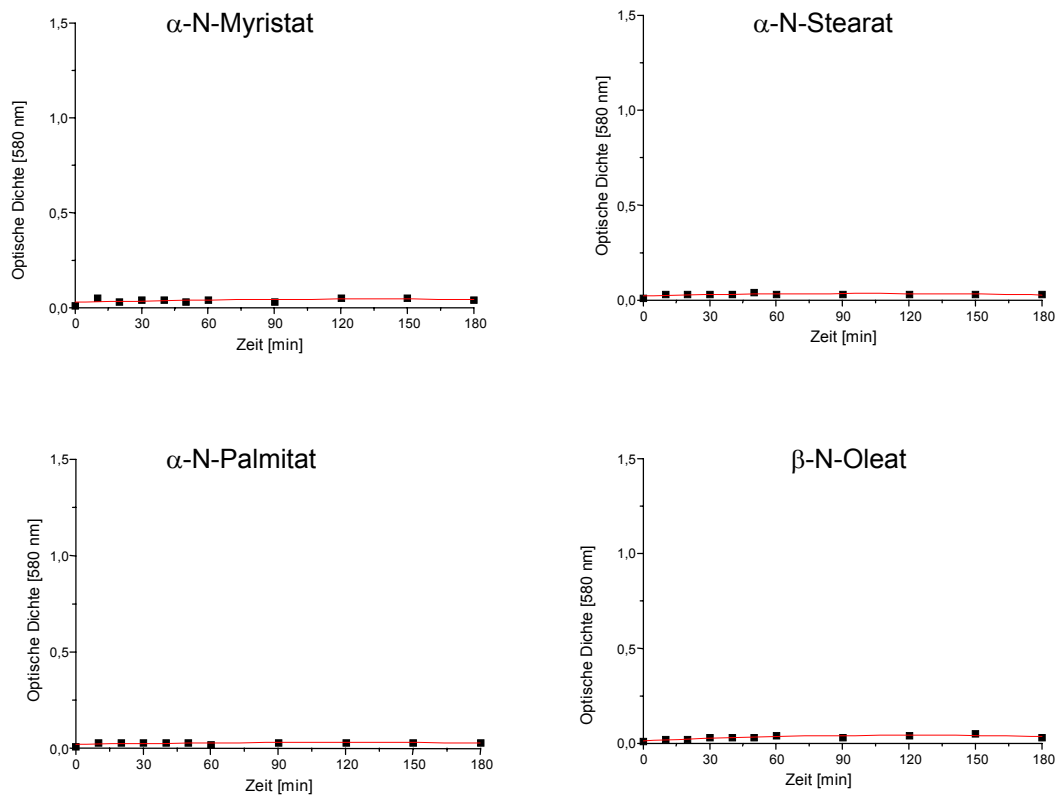 α-N-Myristat
Optische Dichte [580 nm]
1,5
1,0
0,5
0,0
0 30 60 90 120 150 180
Zeit [min]
α-N-Stearat
Optische Dichte [580 nm]
1,5
1,0
0,5
0,0
0 30 60 90 120 150 180
Zeit [min]
α-N-Palmitat
Optische Dichte [580 nm]
1,5
1,0
0,5
0,0
0 30 60 90 120 150 180
Zeit [min]
β-N-Oleat
Optische Dichte [580 nm]
1,5
1,0
0,5
0,0
0 30 60 90 120 150 180
Zeit [min]